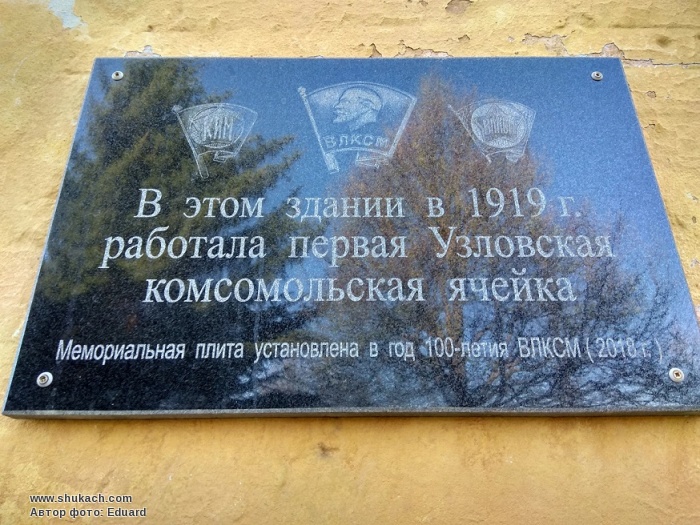 КИМ
ВЛКСМ
В этом здании в 1919 г.
работала первая Узловская
комсомольская ячейка
Мемориальная плита установлена в год 100-летия ВЛКСМ ( 2018 г. )
www.shukach.com
Автор фото: Eduard